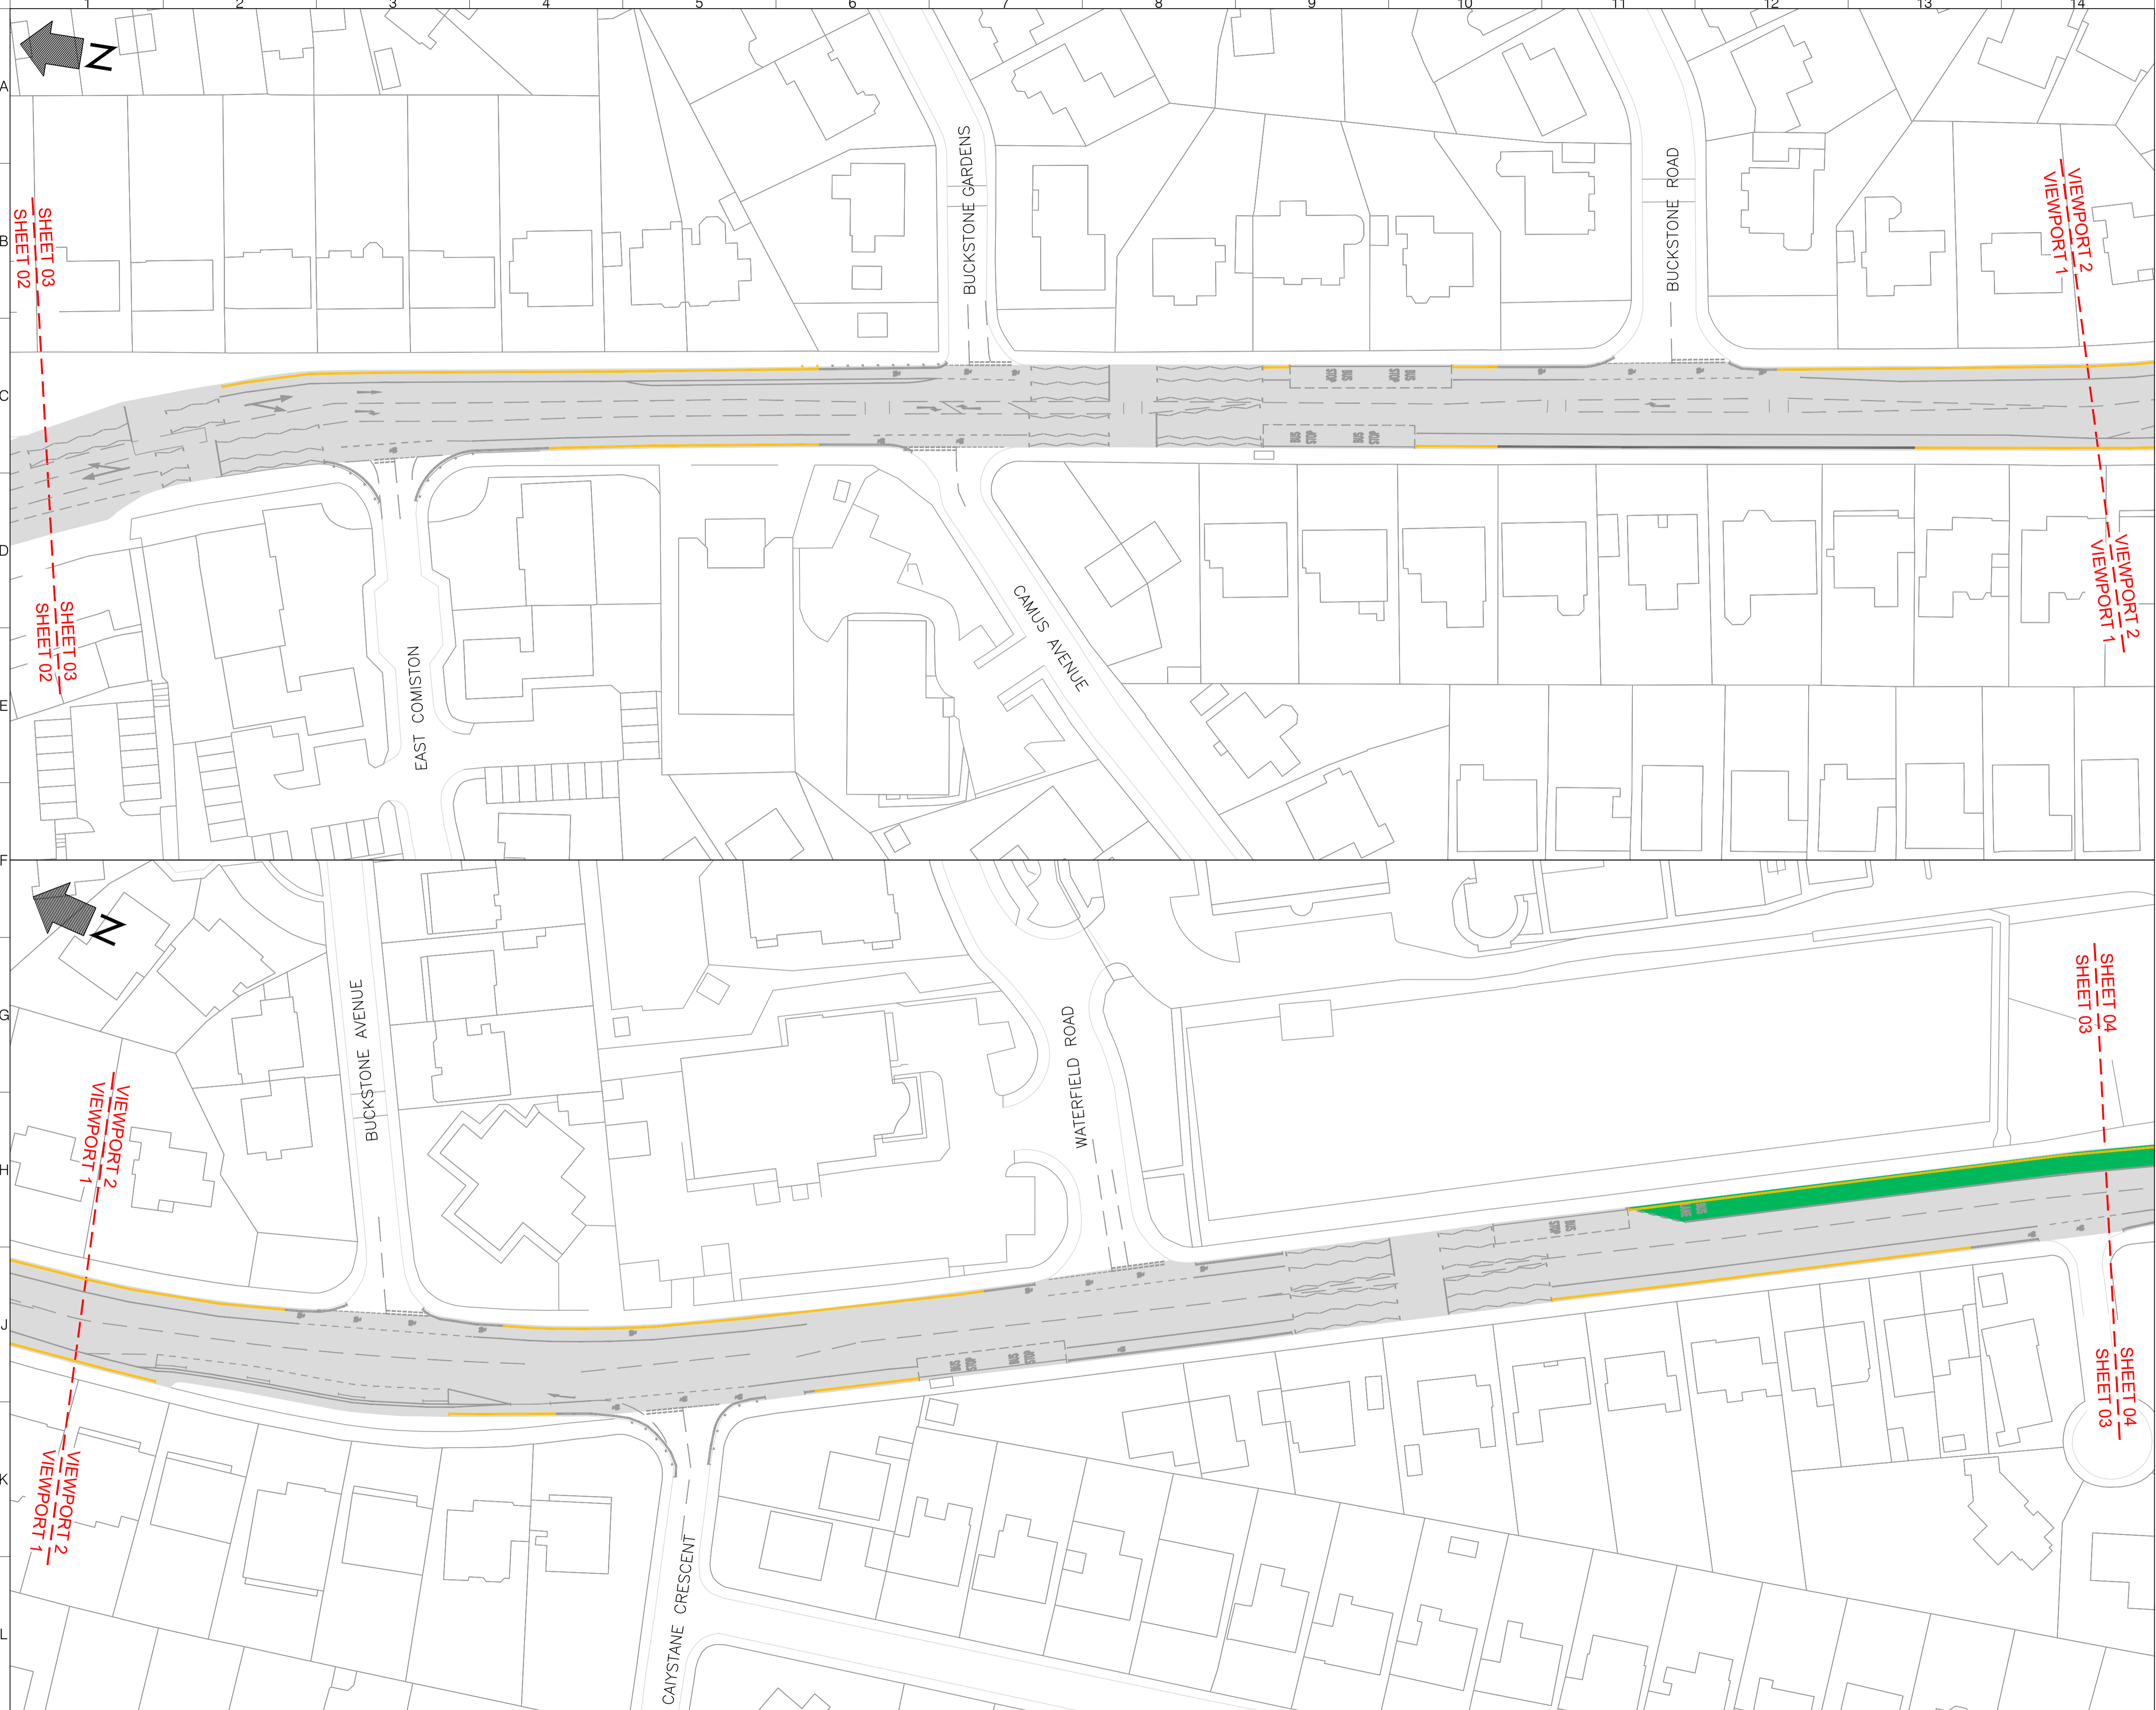 1 2 3 4 5 6 7 8 9 10 11 12 13 14
A
B
C
D
E
F
G
H
J
K
L
N
SHEET 03
SHEET 02
SHEET 03
SHEET 02
BUCKSTONE GARDENS
BUCKSTONE ROAD
VIEWPORT 2
VIEWPORT 1
VIEWPORT 2
VIEWPORT 1
BUS STOP
BUS STOP
BUS STOP
BUS STOP
EAST COMISTON
CAMUS AVENUE
N
BUCKSTONE AVENUE
WATERFIELD ROAD
VIEWPORT 2
VIEWPORT 1
VIEWPORT 2
VIEWPORT 1
SHEET 04
SHEET 03
SHEET 04
SHEET 03
BUS STOP
BUS STOP
BUS STOP
BUS LANE
CAIYSTANE CRESCENT